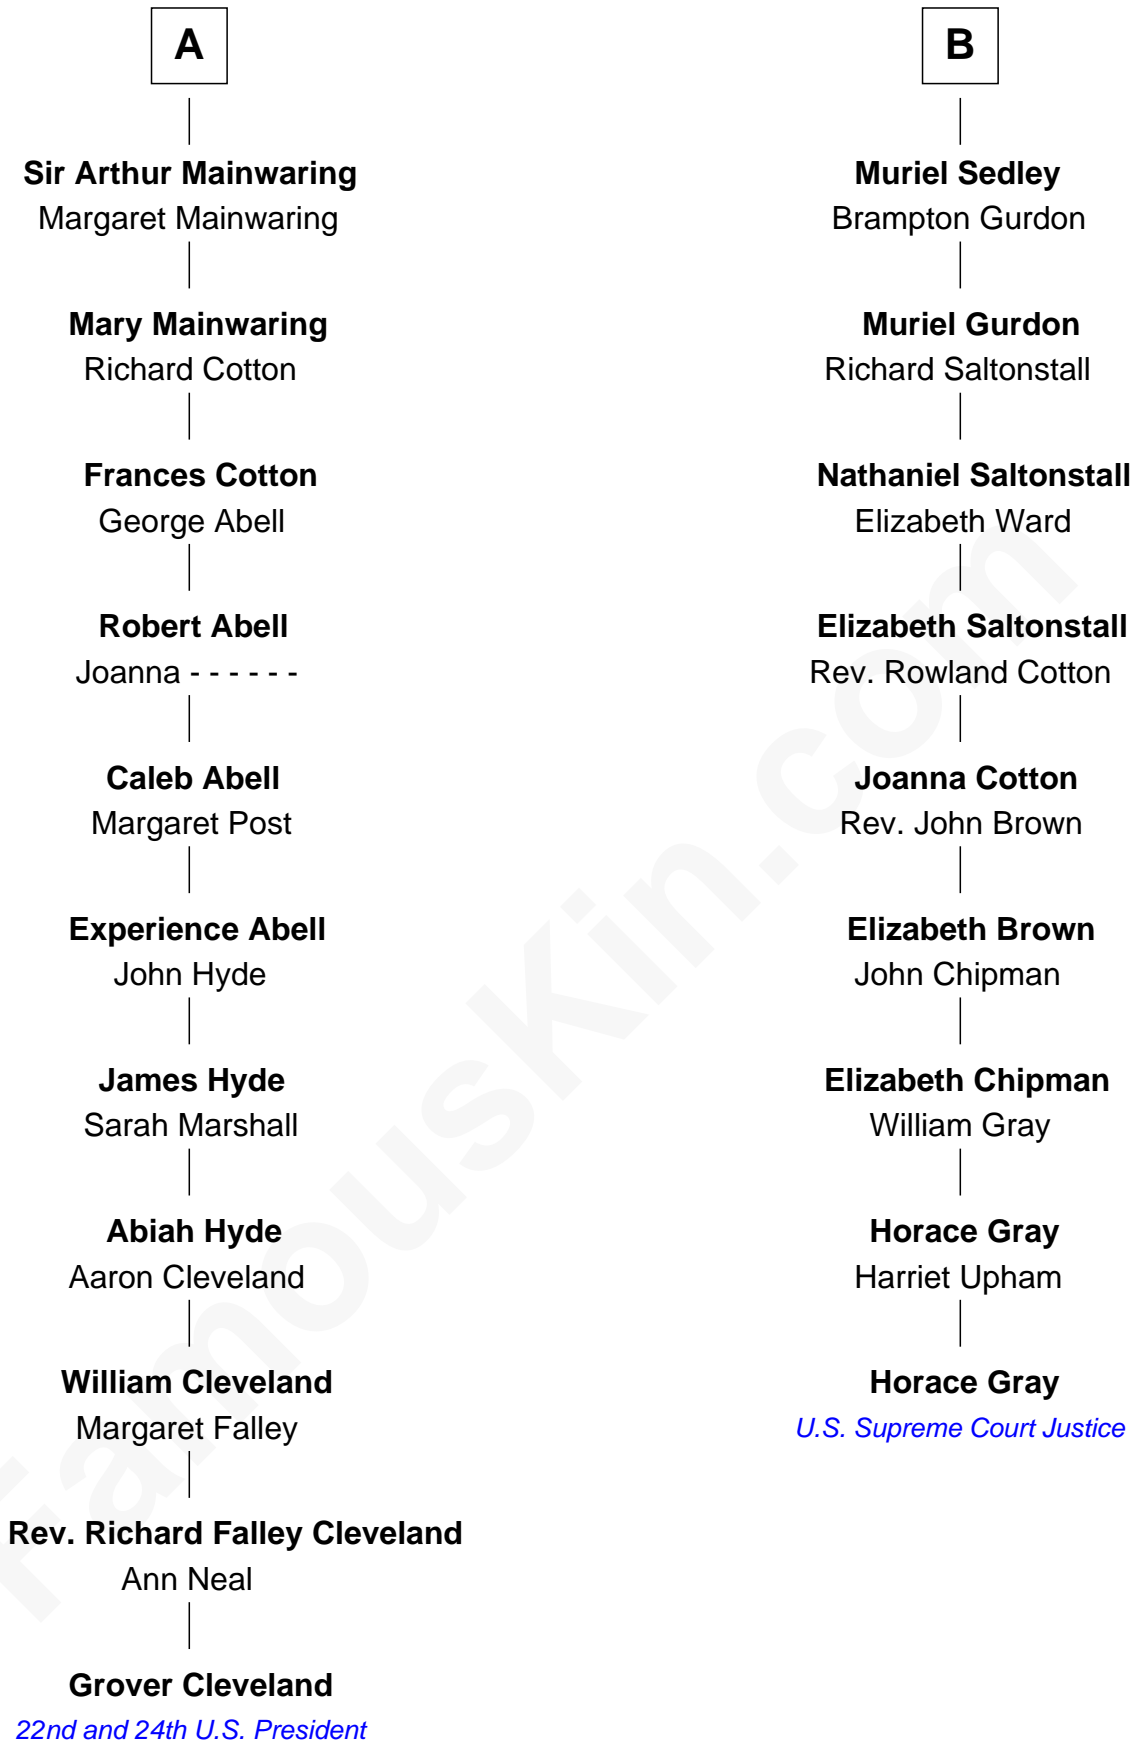 A
Sir Arthur Mainwaring
Margaret Mainwaring
Mary Mainwaring
Richard Cotton
Frances Cotton
George Abell
Robert Abell
Joanna - - - - - -
Caleb Abell
Margaret Post
Experience Abell
John Hyde
James Hyde
Sarah Marshall
Abiah Hyde
Aaron Cleveland
William Cleveland
Margaret Falley
Rev. Richard Falley Cleveland
Ann Neal
Grover Cleveland
22nd and 24th U.S. President
B
Muriel Sedley
Brampton Gurdon
Muriel Gurdon
Richard Saltonstall
Nathaniel Saltonstall
Elizabeth Ward
Elizabeth Saltonstall
Rev. Rowland Cotton
Joanna Cotton
Rev. John Brown
Elizabeth Brown
John Chipman
Elizabeth Chipman
William Gray
Horace Gray
Harriet Upham
Horace Gray
U.S. Supreme Court Justice
FamousKin.com